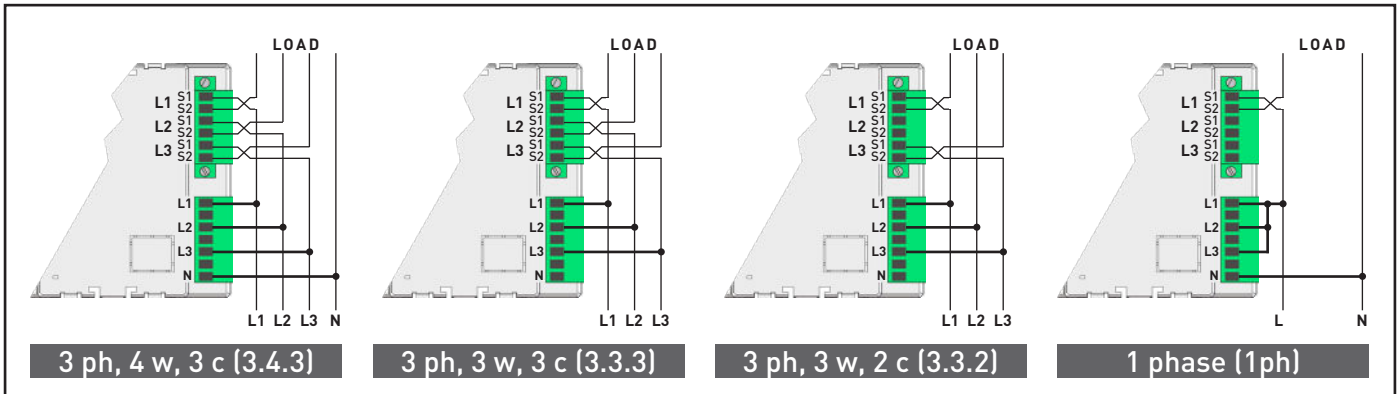 LOAD
L1 S1
S2
L2 S1
S2
L3 S1
S2
L1
L2
L3
N
L1 L2 L3 N
3 ph, 4 w, 3 c (3.4.3)
LOAD
L1 S1
S2
L2 S1
S2
L3 S1
S2
L1
L2
L3
N
L1 L2 L3
3 ph, 3 w, 3 c (3.3.3)
LOAD
L1 S1
S2
L2 S1
S2
L3 S1
S2
L1
L2
L3
N
L1 L2 L3
3 ph, 3 w, 2 c (3.3.2)
LOAD
L1 S1
S2
L2 S1
S2
L3 S1
S2
L1
L2
L3
N
L N
1 phase (1ph)